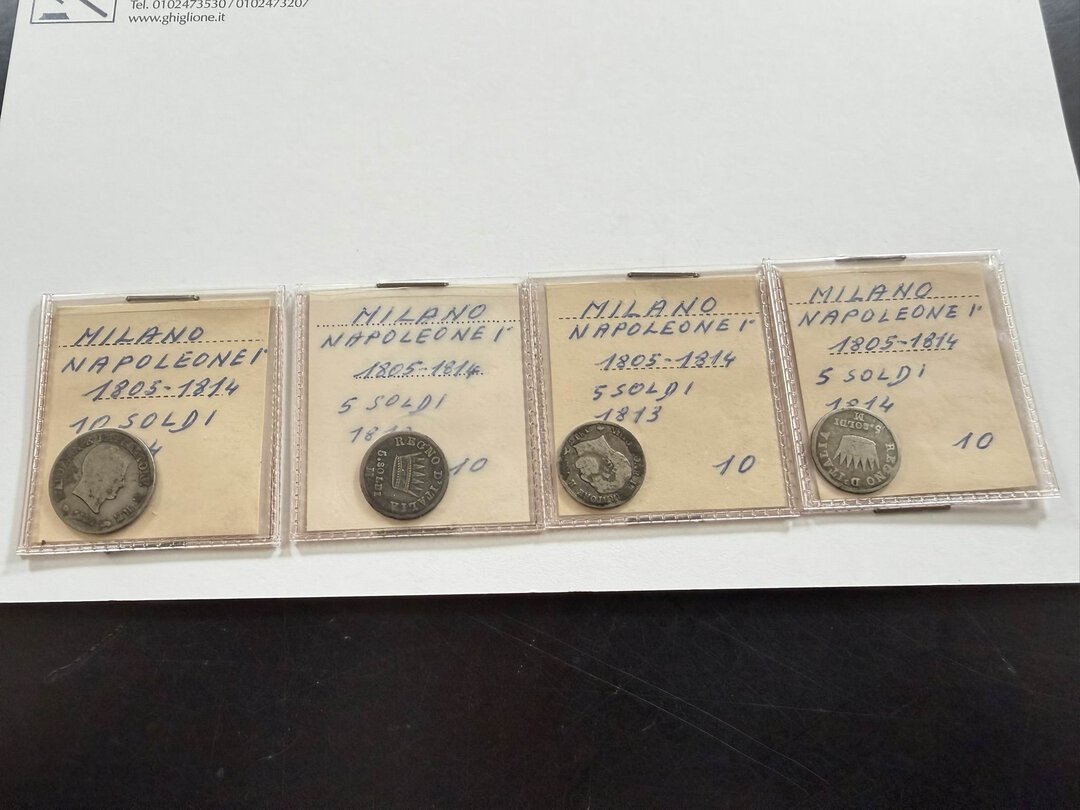 Tel. 0102473530 / 0102473207
www.ghiglione.it
MILANO
NAPOLEONE I°
1805-1814
10 SOLDI
4
MILANO
NAPOLEONE I°
1805-1814
5 SOLDI
10
REGNO D'ITALIA
5.SOLDI
M
MILANO
NAPOLEONE I°
1805-1814
5 SOLDI
1813
10
MILANO
NAPOLEONE I°
1805-1814
5 SOLDI
1814
10
REGNO D'ITALIA
5.SOLDI
M